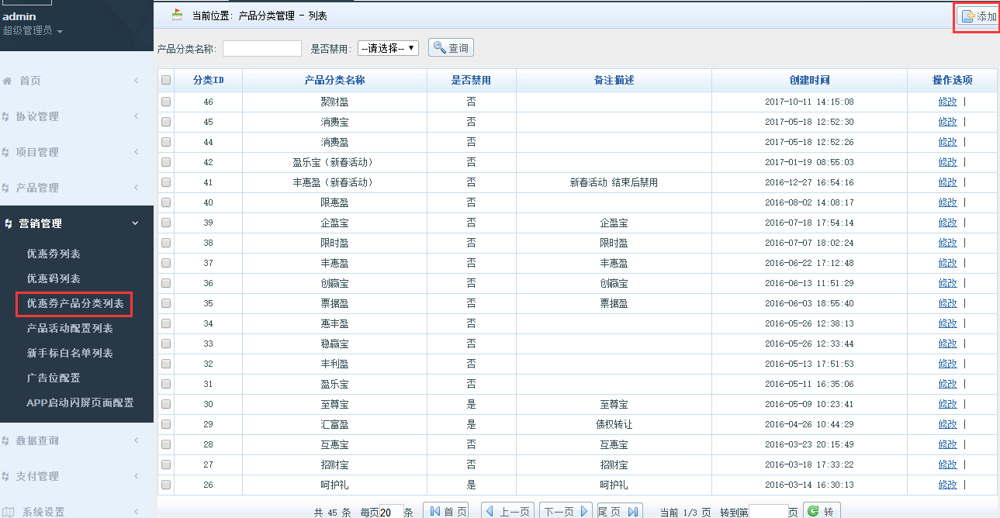 admin
超级管理员
首页
协议管理
项目管理
产品管理
营销管理
优惠券列表
优惠码列表
优惠券产品分类列表
产品活动配置列表
新手标白名单列表
广告位配置
APP启动闪屏页面配置
数据查询
支付管理
系统设置
当前位置: 产品分类管理 - 列表
添加
产品分类名称: 是否禁用: --请选择-- 查询
分类ID 产品分类名称 是否禁用 备注描述 创建时间 操作选项
46 聚财盈 否 2017-10-11 14:15:08 修改 |
45 消费宝 否 2017-05-18 12:52:30 修改 |
44 消费盈 否 2017-05-18 12:52:26 修改 |
42 盈乐宝（新春活动） 否 2017-01-19 08:55:03 修改 |
41 丰惠盈（新春活动） 否 新春活动 结束后禁用 2016-12-27 16:54:16 修改 |
40 限惠盈 否 2016-08-02 14:08:17 修改 |
39 企盈宝 否 企盈宝 2016-07-18 17:54:14 修改 |
38 限时盈 否 限时盈 2016-07-07 18:02:24 修改 |
37 丰惠盈 否 丰惠盈 2016-06-22 17:12:48 修改 |
36 创赢宝 否 创赢宝 2016-06-13 11:51:29 修改 |
35 票据盈 否 票据盈 2016-06-03 18:55:40 修改 |
34 惠丰盈 否 2016-05-26 12:38:13 修改 |
33 稳赢宝 否 2016-05-26 12:33:44 修改 |
32 丰利盈 否 2016-05-13 17:51:53 修改 |
31 盈乐宝 否 2016-05-11 16:35:06 修改 |
30 至尊宝 是 至尊宝 2016-05-09 10:23:41 修改 |
29 汇富盈 是 债权转让 2016-04-26 10:44:29 修改 |
28 互惠宝 否 互惠宝 2016-03-23 20:15:49 修改 |
27 招财宝 否 招财宝 2016-03-18 17:33:22 修改 |
26 呵护礼 是 呵护礼 2016-03-14 16:30:13 修改 |
共 45 条 每页 20 条 首 页 上一页 下一页 尾 页 当前 1/3 页 转到第 页 转